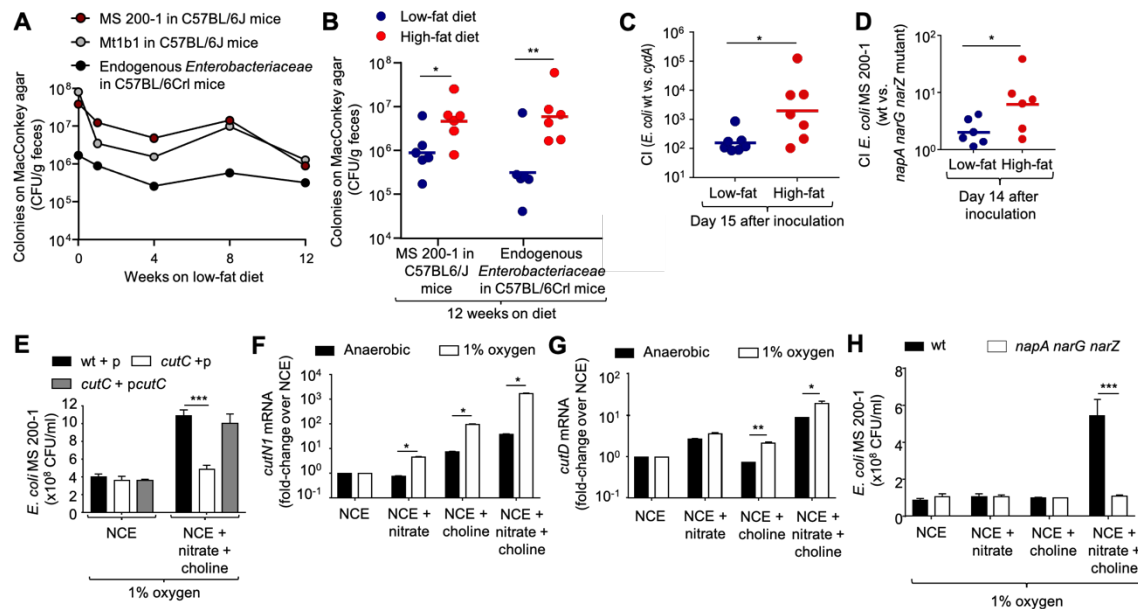 A
MS 200-1 in C57BL/6J mice
Mt1b1 in C57BL/6J mice
Endogenous Enterobacteriaceae
in C57BL/6Crl mice
Colonies on MacConkey agar
(CFU/g feces)
10⁸
10⁷
10⁶
10⁵
10⁴
0
4
8
12
Weeks on low-fat diet
B
Low-fat diet
High-fat diet
Colonies on MacConkey agar
(CFU/g feces)
10⁸
10⁷
10⁶
10⁵
10⁴
*
**
MS 200-1 in
C57BL6/J
mice
Endogenous
Enterobacteriaceae
in C57BL/6Crl mice
12 weeks on diet
C
CI (E. coli wt vs. cydA)
10⁶
10⁵
10⁴
10³
10²
*
Low-fat
High-fat
Day 15 after inoculation
D
CI E. coli MS 200-1
(wt vs.
napA narG narZ mutant)
10²
10¹
10⁰
*
Low-fat
High-fat
Day 14 after
inoculation
E
wt + p
cutC +p
cutC + pcutC
E. coli MS 200-1
(x10⁸ CFU/ml)
12
10
8
6
4
2
0
***
NCE
NCE +
nitrate +
choline
1% oxygen
F
Anaerobic
1% oxygen
cutN1 mRNA
(fold-change over NCE)
10⁴
10³
10²
10¹
10⁰
10⁻¹
*
*
*
NCE
NCE +
nitrate
NCE +
choline
NCE +
nitrate +
choline
G
Anaerobic
1% oxygen
cutD mRNA
(fold-change over NCE)
10²
10¹
10⁰
10⁻¹
**
*
NCE
NCE +
nitrate
NCE +
choline
NCE +
nitrate +
choline
H
wt
napA narG narZ
E. coli MS 200-1
(x10⁸ CFU/ml)
8
6
4
2
0
***
NCE
NCE +
nitrate
NCE +
choline
NCE +
nitrate +
choline
1% oxygen